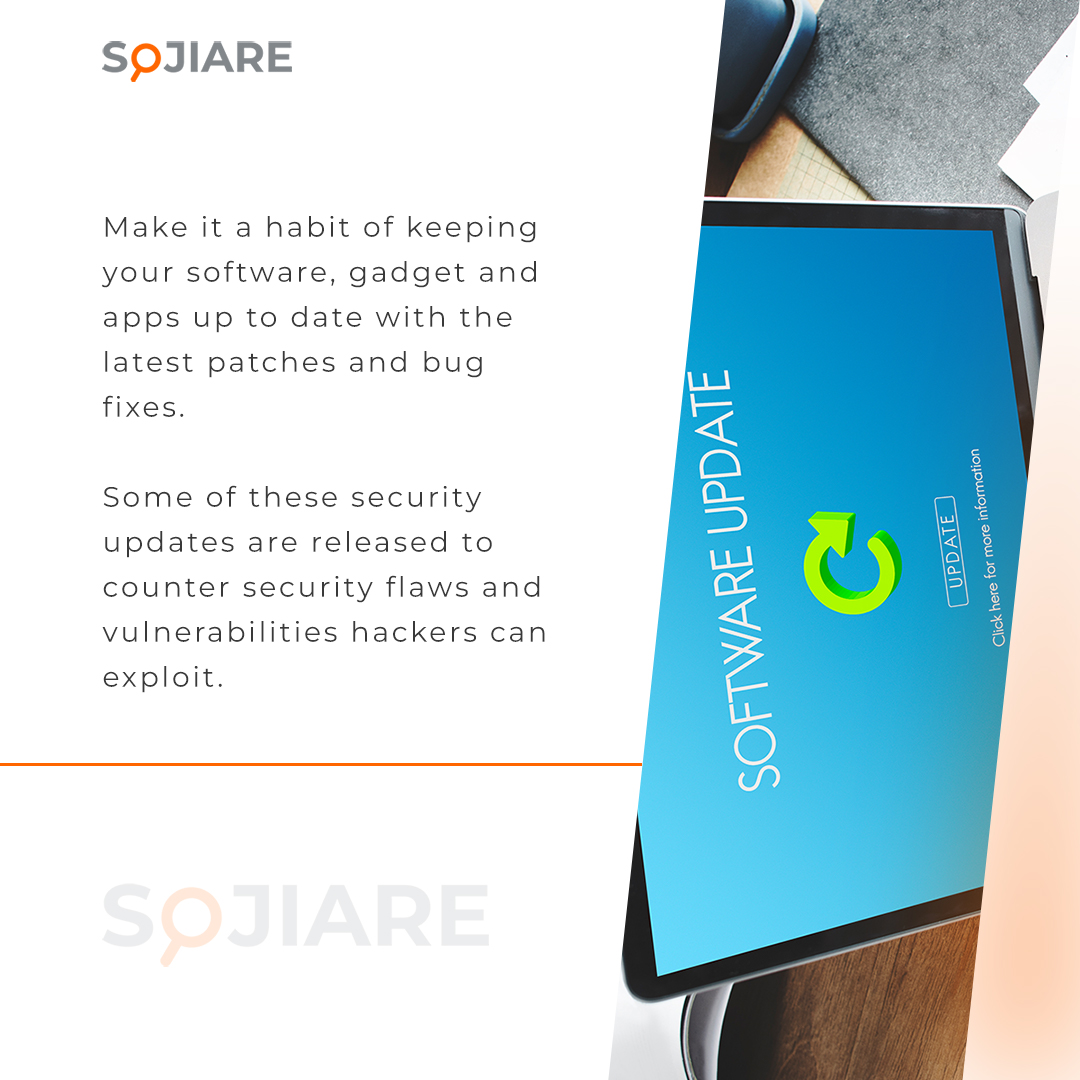 SOJIARE
Make it a habit of keeping
your software, gadget and
apps up to date with the
latest patches and bug
fixes.
Some of these security
updates are released to
counter security flaws and
vulnerabilities hackers can
exploit.
SOFTWARE UPDATE
UPDATE
Click here for more information
SOJIARE